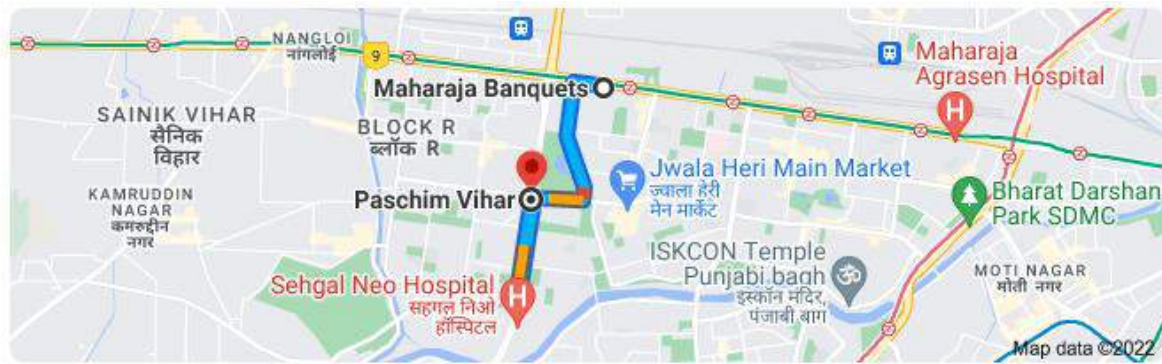 NANGLOI
नांगलोई
9
Maharaja
Agrasen Hospital
H
Maharaja Banquets
SAINIK VIHAR
सैनिक
विहार
BLOCK R
ब्लॉक R
Jwala Heri Main Market
ज्वाला हेरी
मेन मार्केट
KAMRUDDIN
NAGAR
कमरुद्दीन
नगर
Paschim Vihar
Bharat Darshan
Park SDMC
ISKCON Temple
Punjabi bagh
इस्कॉन मंदिर,
पंजाबी बाग
ॐ
MOTI NAGAR
मोती नगर
Sehgal Neo Hospital
सहगल निओ
हॉस्पिटल
H
Map data ©2022